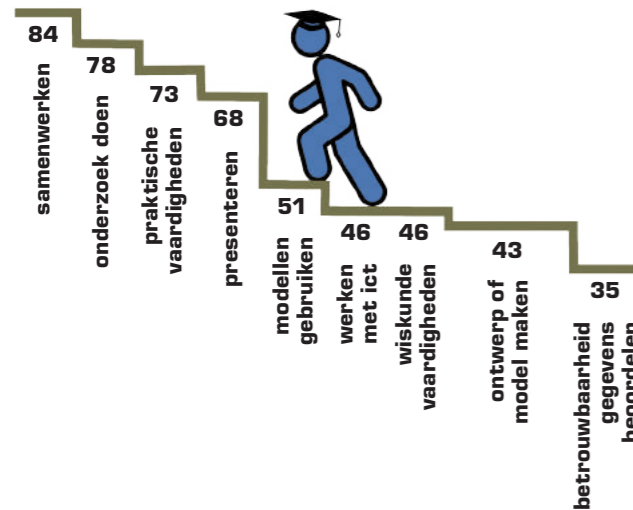 84
samenwerken
78
onderzoek doen
73
praktische
vaardigheden
68
presenteren
51
modellen
gebruiken
46
werken
met ict
46
wiskunde
vaardigheden
43
ontwerp of
model maken
35
betrouwbaarheid
gegevens
beoordelen